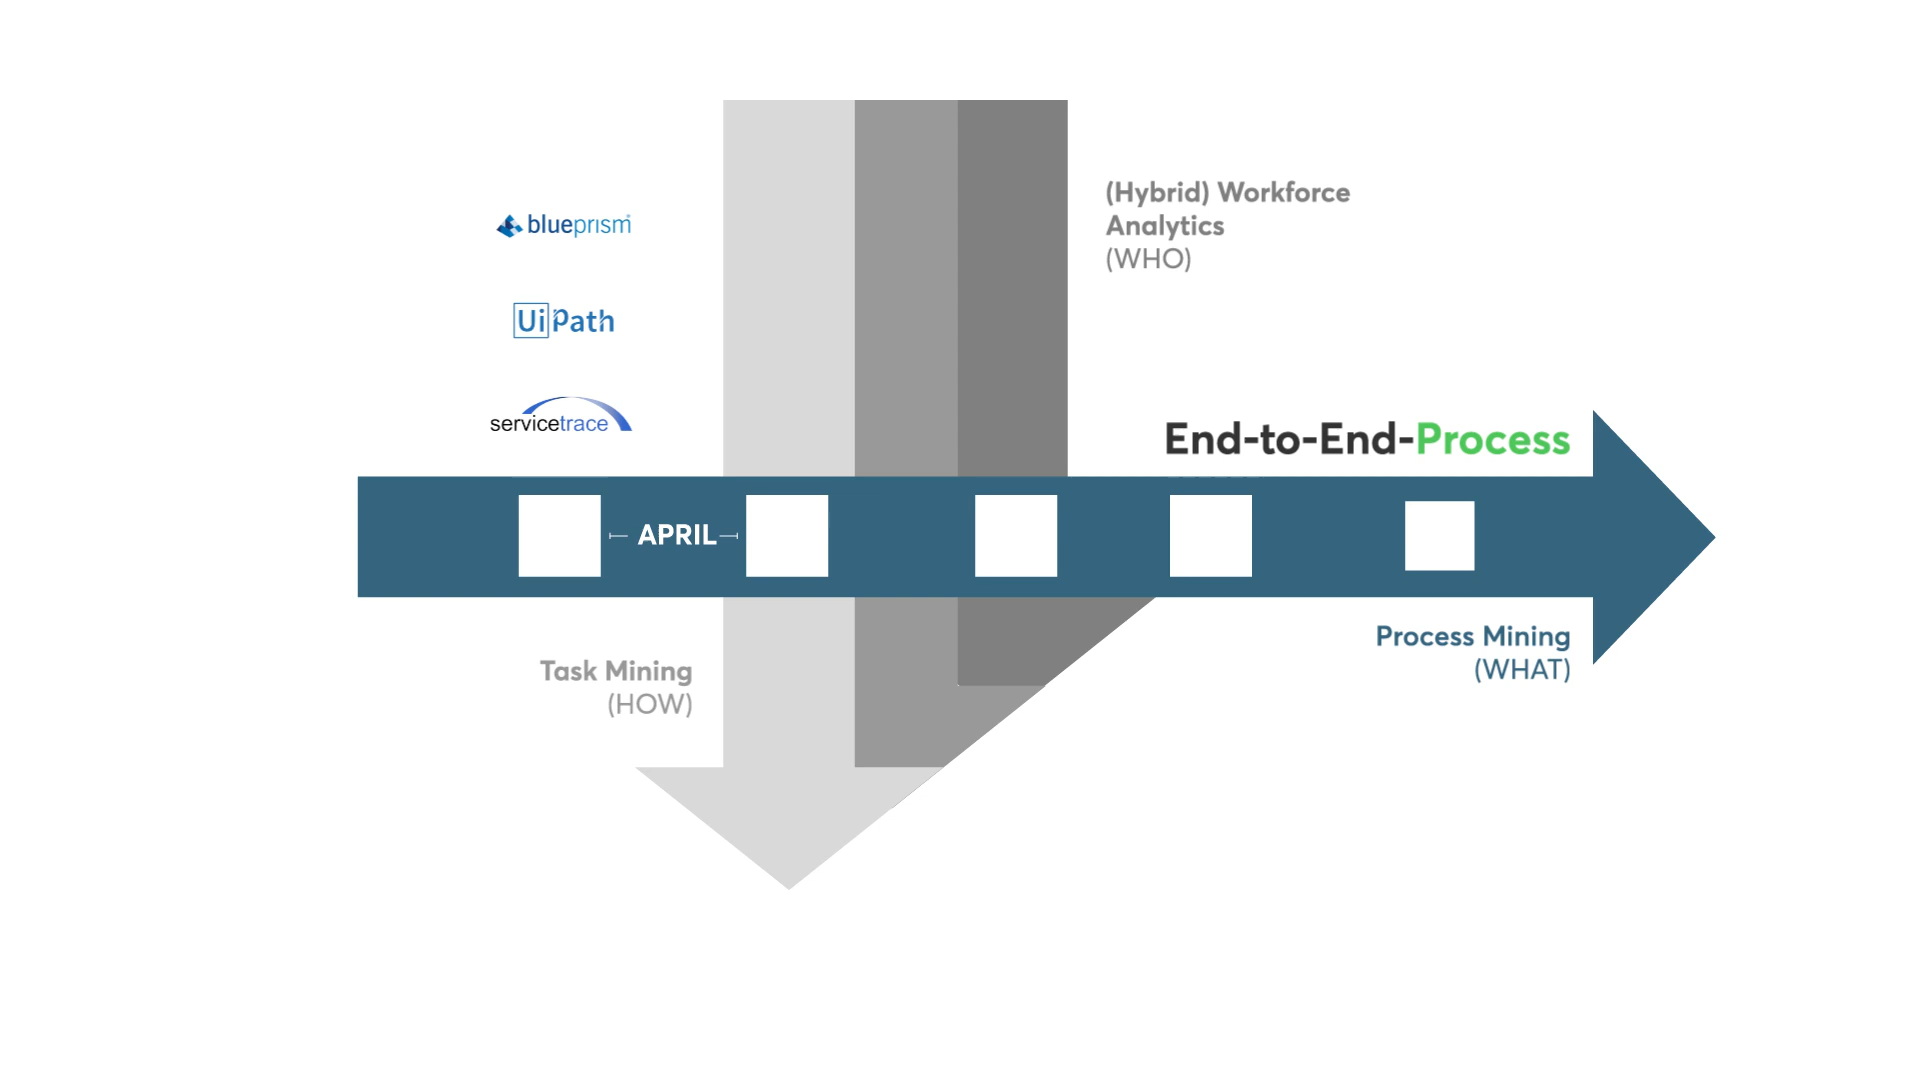 blueprism®
(Hybrid) Workforce
Analytics
(WHO)
UiPath
servicetrace
End-to-End-Process
APRIL
Process Mining
(WHAT)
Task Mining
(HOW)